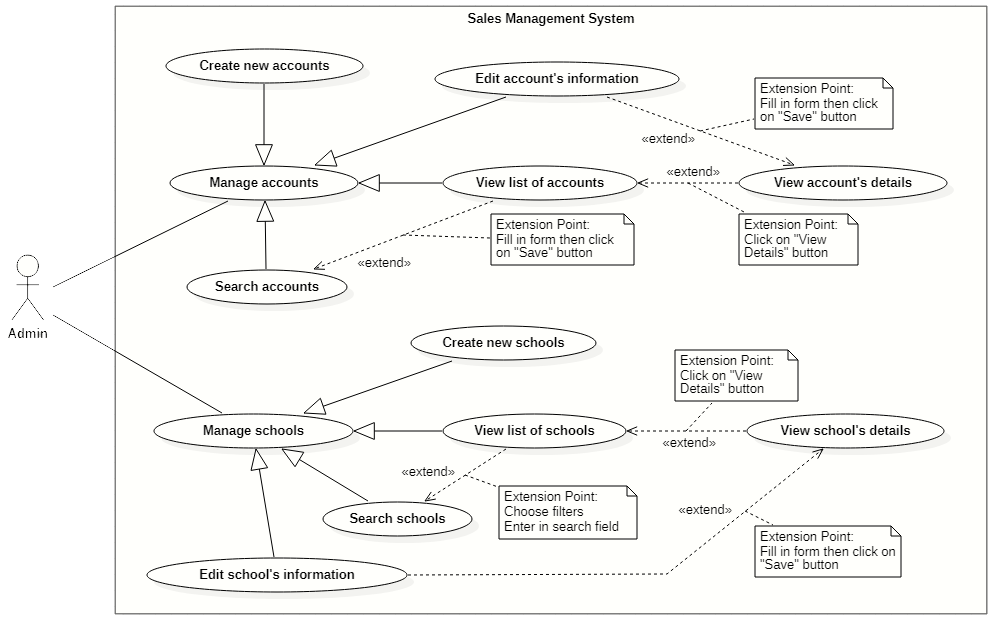 Sales Management System
Create new accounts
Edit account's information
Extension Point:
Fill in form then click
on "Save" button
«extend»
«extend»
Manage accounts
View list of accounts
View account's details
Extension Point:
Fill in form then click
on "Save" button
Extension Point:
Click on "View
Details" button
«extend»
Search accounts
Admin
Create new schools
Extension Point:
Click on "View
Details" button
Manage schools
View list of schools
View school's details
«extend»
«extend»
Extension Point:
Choose filters
Enter in search field
«extend»
Search schools
Extension Point:
Fill in form then click on
"Save" button
Edit school's information